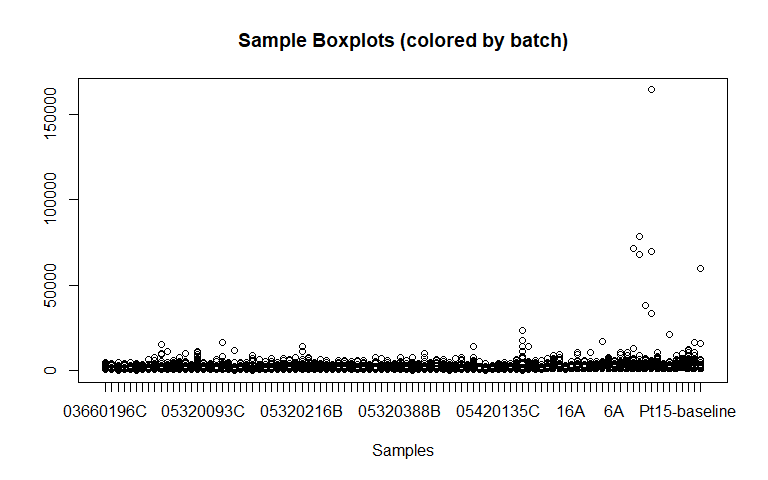 Sample Boxplots (colored by batch)
150000
100000
50000
0
03660196C 05320093C 05320216B 05320388B 05420135C 16A 6A Pt15-baseline
Samples